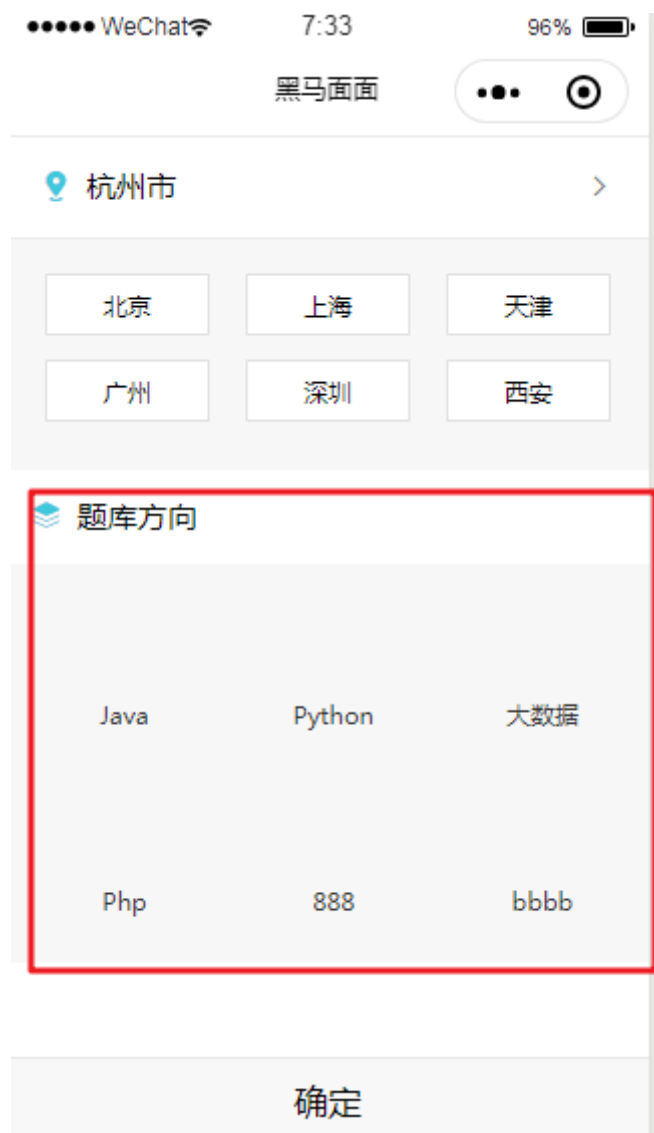 WeChat 7:33 96%
黑马面面
杭州市
北京 上海 天津
广州 深圳 西安
题库方向
Java Python 大数据
Php 888 bbbb
确定